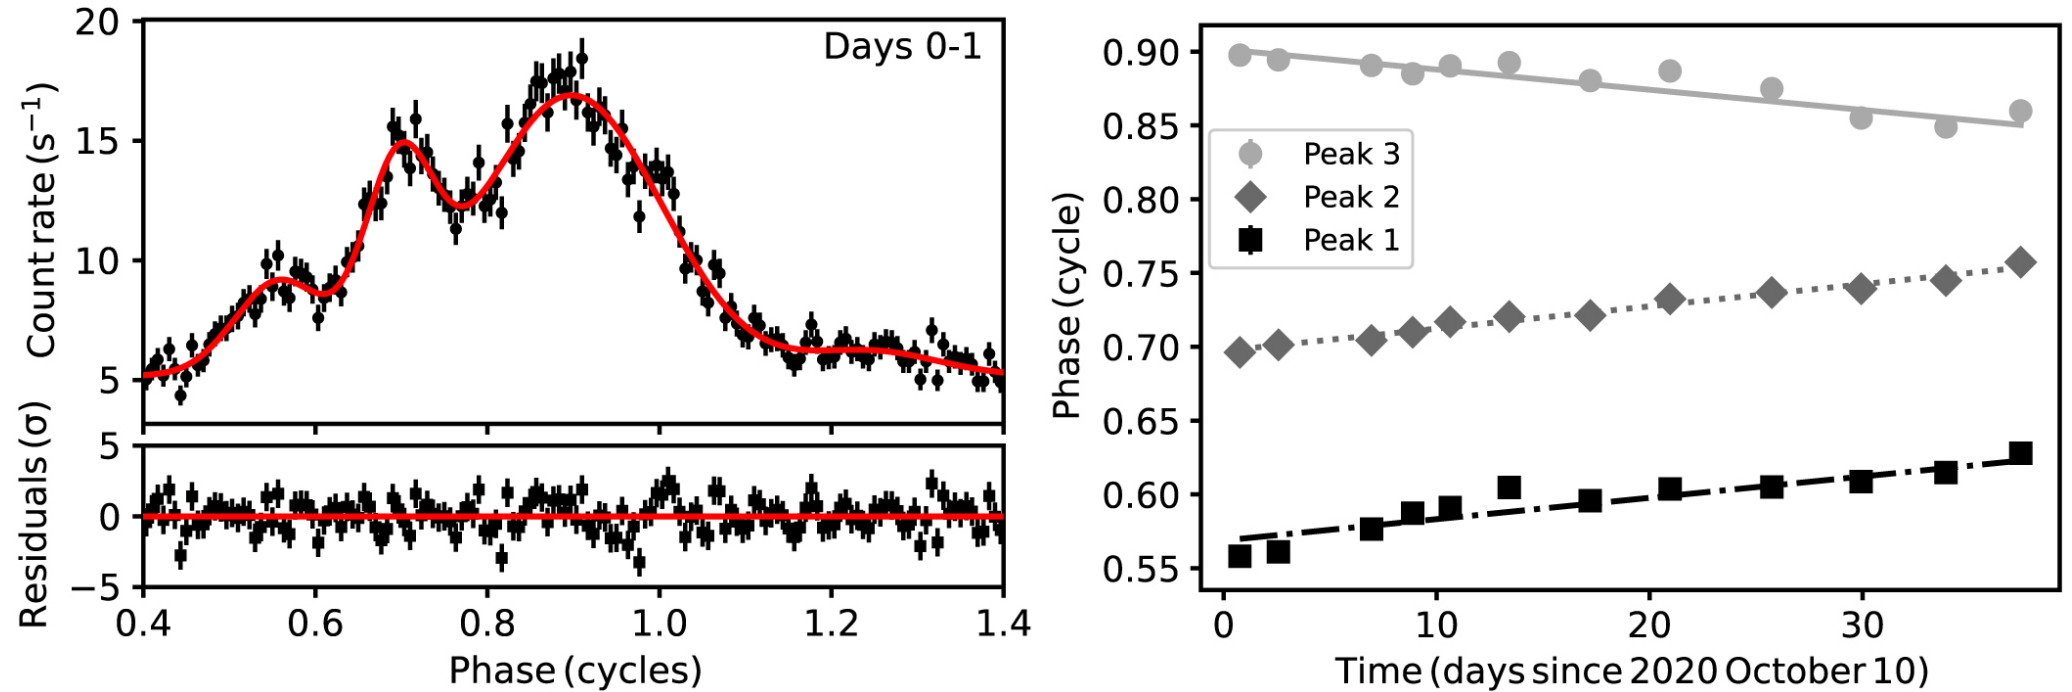 20
15
10
5
Count rate (s⁻¹)
Days 0-1
5
0
−5
Residuals (σ)
0.4 0.6 0.8 1.0 1.2 1.4
Phase (cycles)
0.90
0.85
0.80
0.75
0.70
0.65
0.60
0.55
Phase (cycle)
Peak 3
Peak 2
Peak 1
0 10 20 30
Time (days since 2020 October 10)